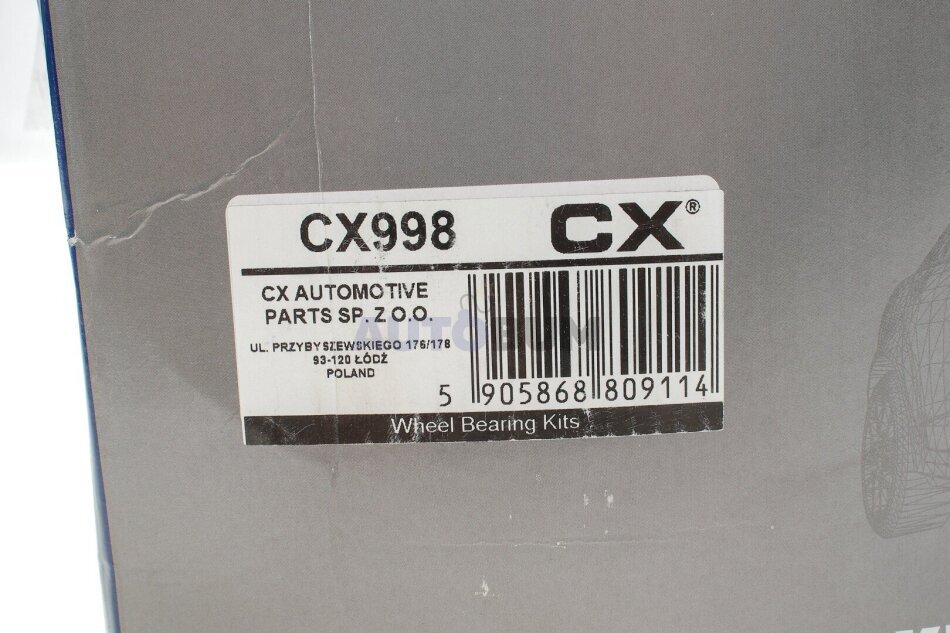 CX998
CX®
CX AUTOMOTIVE
PARTS SP. Z O.O.
UL. PRZYBYSZEWSKIEGO 176/178
93-120 ŁÓDŹ
POLAND
5 905868 809114
Wheel Bearing Kits
AUTOBUM